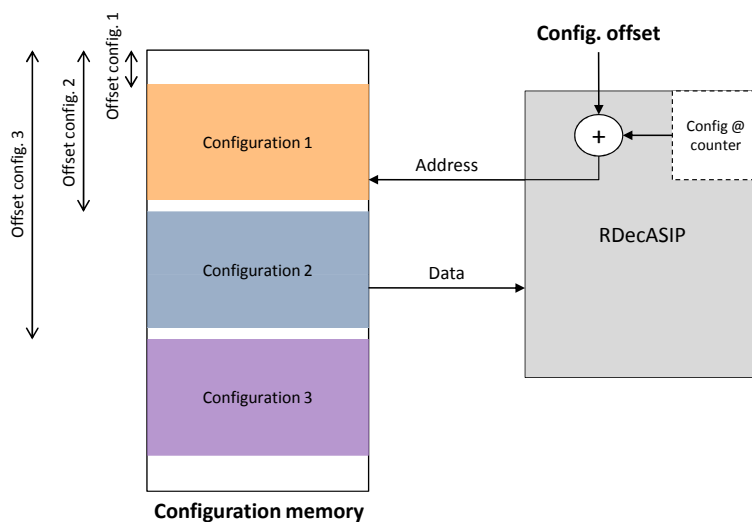 Offset config. 1
Offset config. 2
Offset config. 3
Config. offset
Configuration 1
+
Config @
counter
Address
RDecASIP
Configuration 2
Data
Configuration 3
Configuration memory